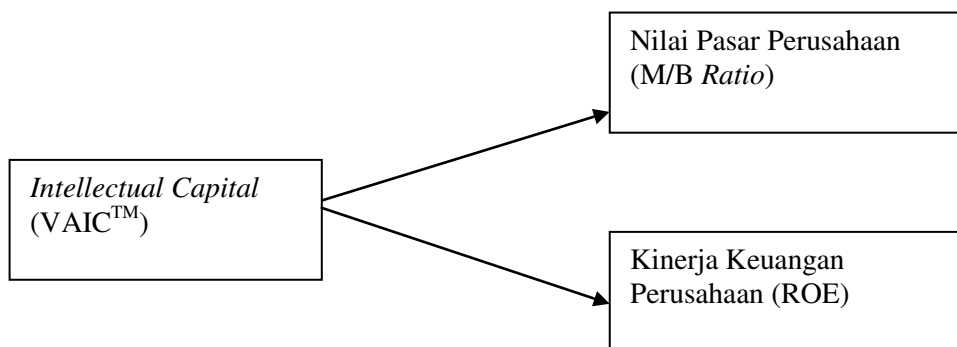 Nilai Pasar Perusahaan
(M/B Ratio)
Intellectual Capital
(VAIC™)
Kinerja Keuangan
Perusahaan (ROE)